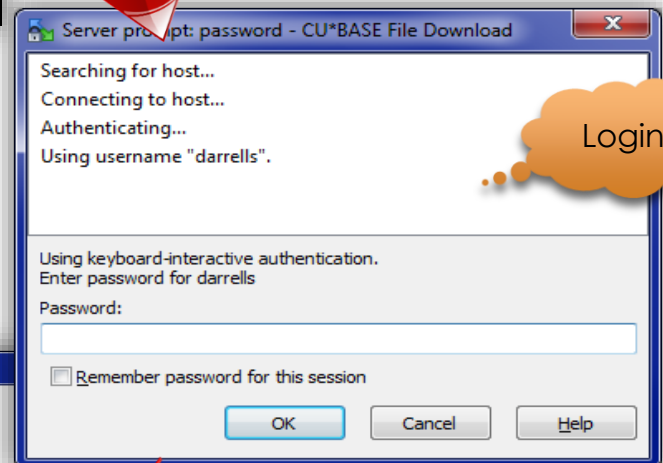 Server prompt: password - CU*BASE File Download
Searching for host...
Connecting to host...
Authenticating...
Using username "darrells".
Login
Using keyboard-interactive authentication.
Enter password for darrells
Password:
Remember password for this session
OK
Cancel
Help